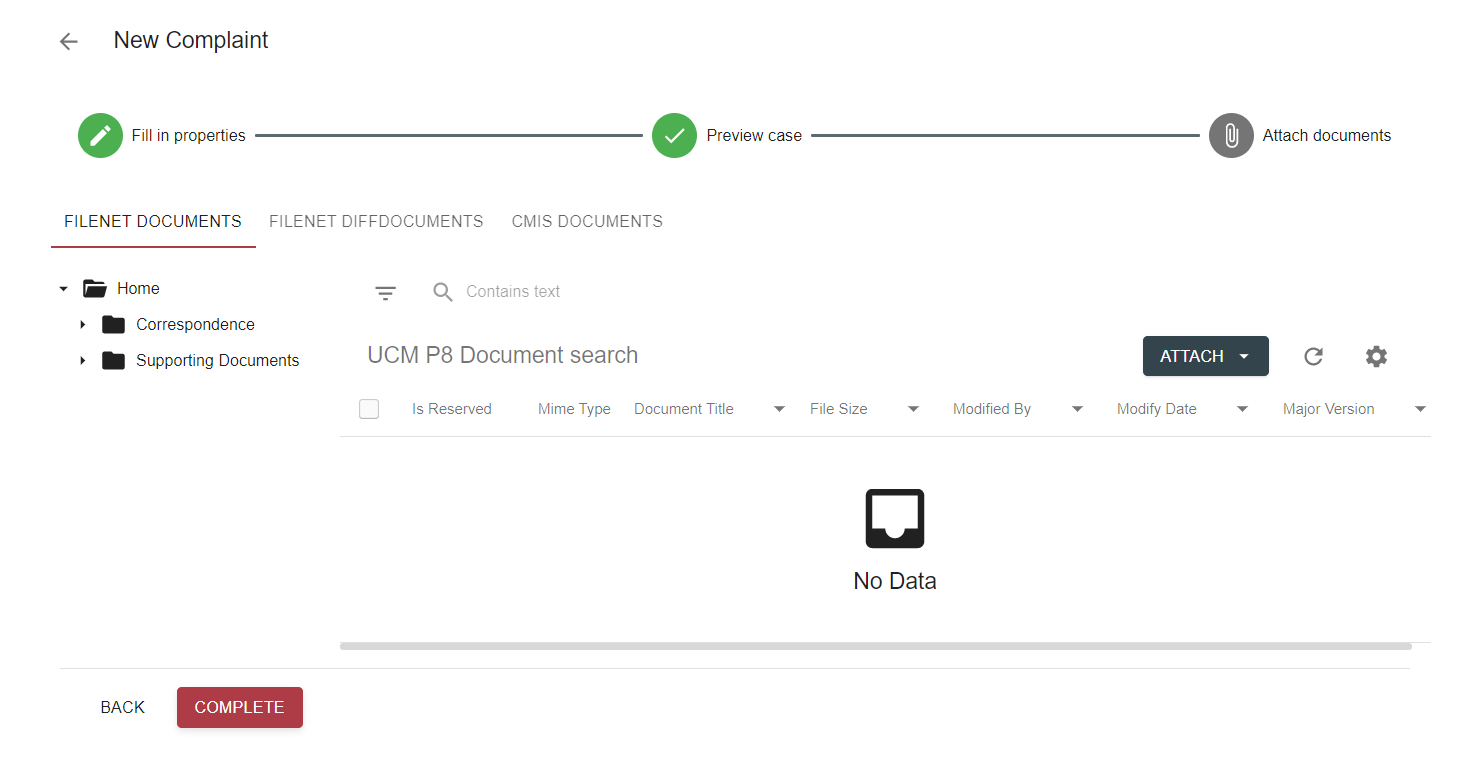 New Complaint
Fill in properties Preview case Attach documents
FILENET DOCUMENTS FILENET DIFFDOCUMENTS CMIS DOCUMENTS
Home
Correspondence
Supporting Documents
Contains text
UCM P8 Document search
ATTACH
Is Reserved Mime Type Document Title File Size Modified By Modify Date Major Version
No Data
BACK COMPLETE